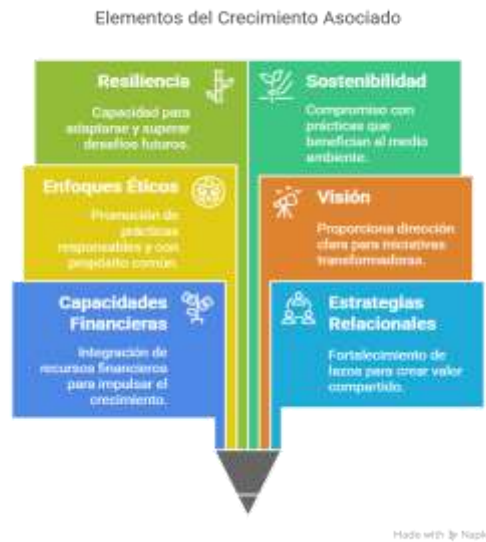 Elementos del Crecimiento Asociado
Resiliencia
Capacidad para
adaptarse y superar
desafíos futuros.
Sostenibilidad
Compromiso con
prácticas que
benefician al medio
ambiente.
Enfoques Éticos
Promoción de
prácticas
responsables y con
propósito común.
Visión
Proporciona dirección
clara para iniciativas
transformadoras.
Capacidades
Financieras
Integración de
recursos financieros
para impulsar el
crecimiento.
Estrategias
Relacionales
Fortalecimiento de
lazos para crear valor
compartido.
Made with